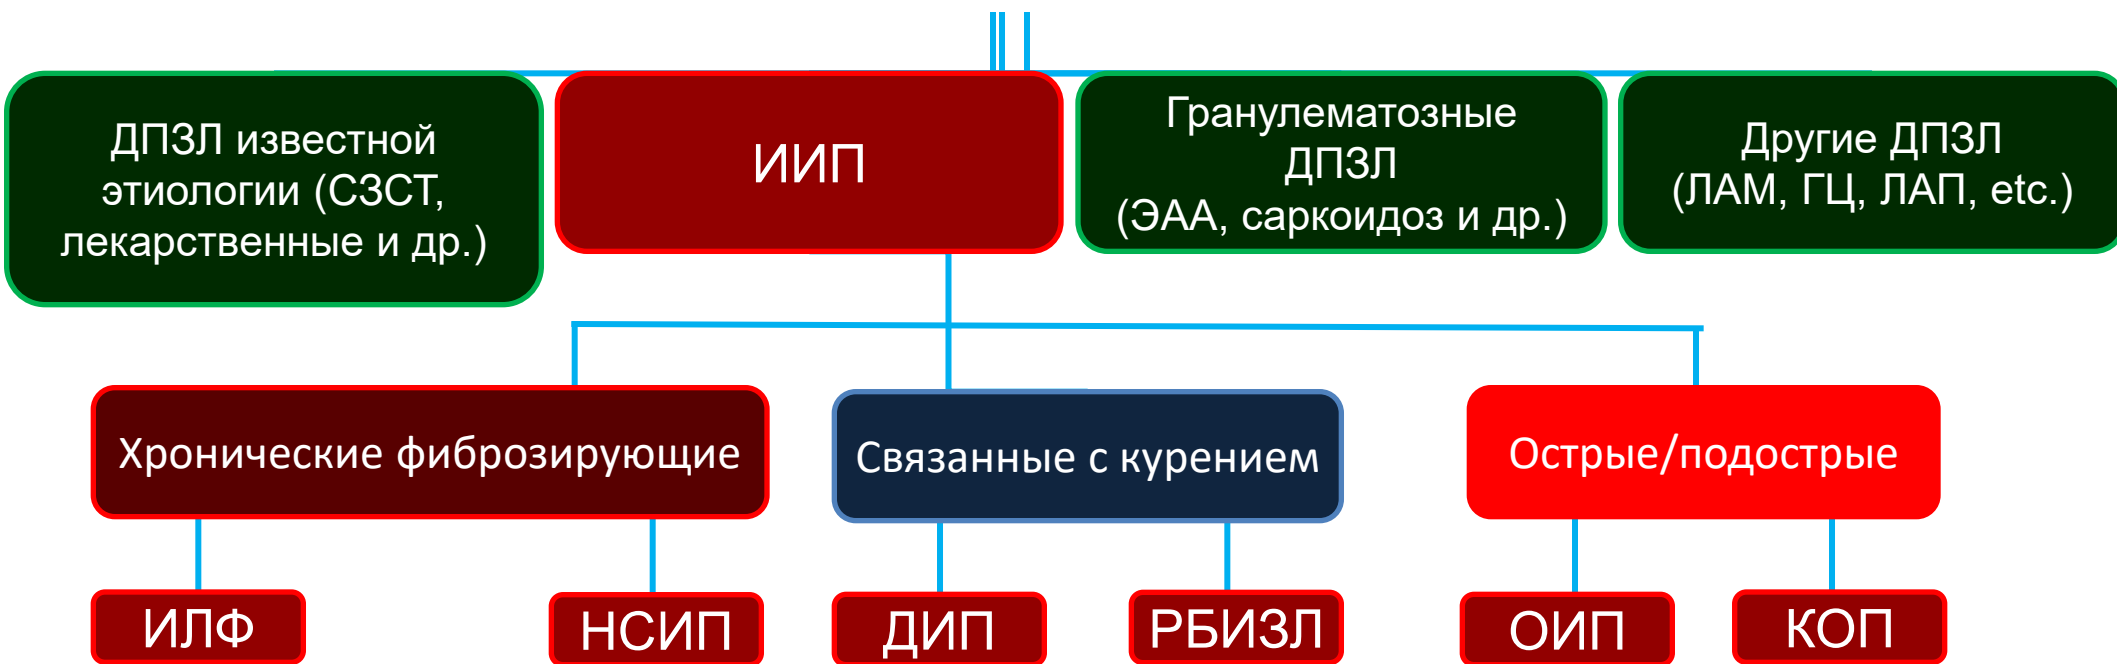 ДПЗЛ известной
этиологии (СЗСТ,
лекарственные и др.)
ИИП
Гранулематозные
ДПЗЛ
(ЭАА, саркоидоз и др.)
Другие ДПЗЛ
(ЛАМ, ГЦ, ЛАП, etc.)
Хронические фиброзирующие
Связанные с курением
Острые/подострые
ИЛФ
НСИП
ДИП
РБИЗЛ
ОИП
КОП